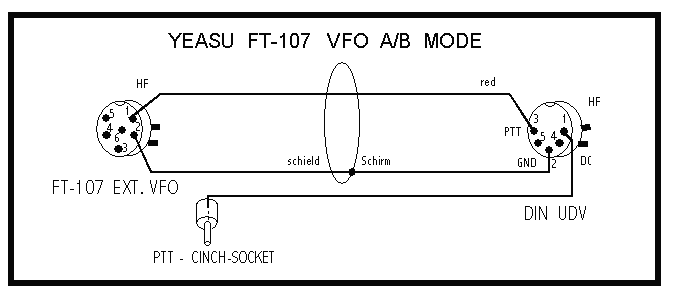 YEASU FT-107 VFO A/B MODE
HF
red
HF
5
1
4
2
6
3
3
1
PTT
5
4
schield
Schirm
GND
2
DC
FT-107 EXT. VFO
DIN UDV
PTT - CINCH-SOCKET